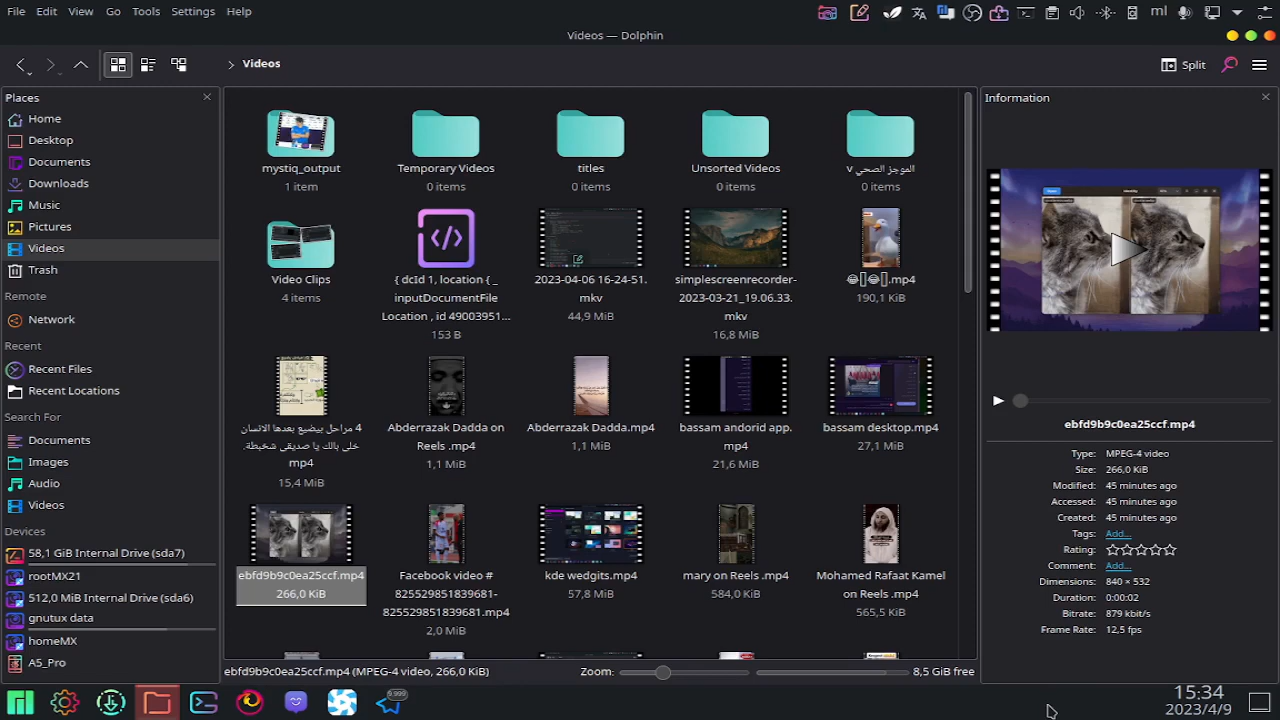 File Edit View Go Tools Settings Help
ml
Videos — Dolphin
Videos
Split
Places
Home
Desktop
Documents
Downloads
Music
Pictures
Videos
Trash
Remote
Network
Recent
Recent Files
Recent Locations
Search For
Documents
Images
Audio
Videos
Devices
58,1 GiB Internal Drive (sda7)
rootMX21
512,0 MiB Internal Drive (sda6)
gnutux data
homeMX
A5_Pro
mystiq_output
1 item
Temporary Videos
0 items
titles
0 items
Unsorted Videos
0 items
الموجز الصحي v
0 items
Video Clips
4 items
{ dcId 1, location { _
inputDocumentFile
Location , id 49003951...
153 B
2023-04-06 16-24-51.
mkv
44,9 MiB
simplescreenrecorder-
2023-03-21_19.06.33.
mkv
16,8 MiB
😂▯😂▯.mp4
190,1 KiB
4 مراحل بيضيع بعدها الانسان
خلى بالك يا صديقي شخيطة.
mp4
15,4 MiB
Abderrazak Dadda on
Reels .mp4
1,1 MiB
Abderrazak Dadda.mp4
1,1 MiB
bassam andorid app.
mp4
21,6 MiB
bassam desktop.mp4
27,1 MiB
ebfd9b9c0ea25ccf.mp4
266,0 KiB
Facebook video #
825529851839681-
825529851839681.mp4
2,0 MiB
kde wedgits.mp4
57,8 MiB
mary on Reels .mp4
584,0 KiB
Mohamed Rafaat Kamel
on Reels .mp4
565,5 KiB
ebfd9b9c0ea25ccf.mp4 (MPEG-4 video, 266,0 KiB)
Zoom:
8,5 GiB free
Information
ebfd9b9c0ea25ccf.mp4
Type: MPEG-4 video
Size: 266,0 KiB
Modified: 45 minutes ago
Accessed: 45 minutes ago
Created: 45 minutes ago
Tags: Add...
Rating:
Comment: Add...
Dimensions: 840 × 532
Duration: 0:00:02
Bitrate: 879 kbit/s
Frame Rate: 12,5 fps
9,999
15:34
2023/4/9